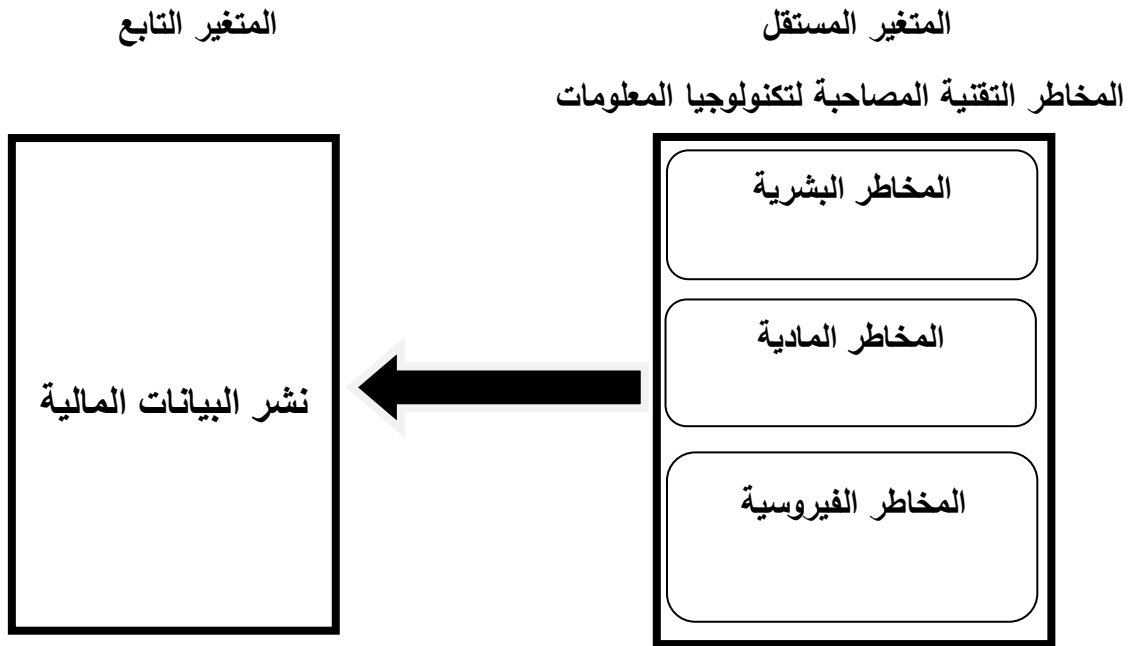 المتغير المستقل
المتغير التابع
المخاطر التقنية المصاحبة لتكنولوجيا المعلومات
المخاطر البشرية
المخاطر المادية
المخاطر الفيروسية
نشر البيانات المالية